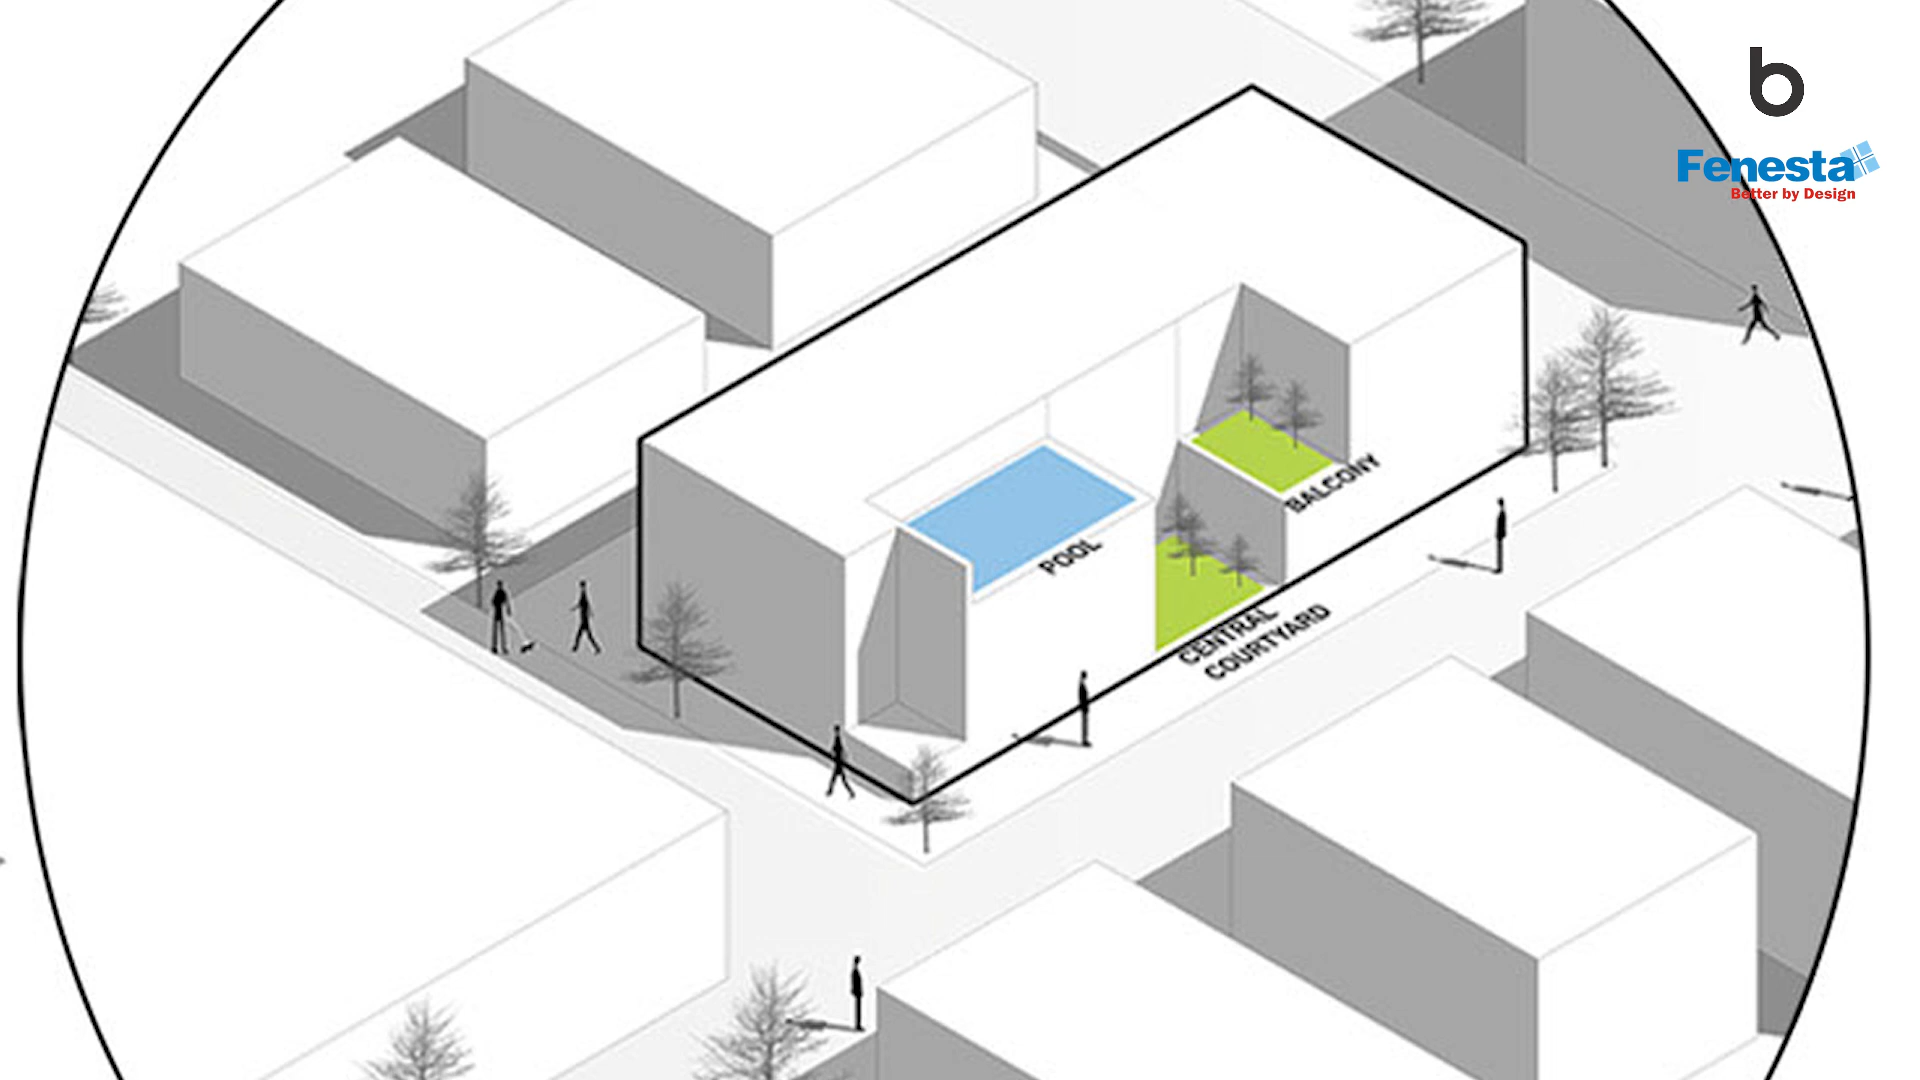 b
Fenesta
Better by Design
BALCONY
POOL
CENTRAL
COURTYARD